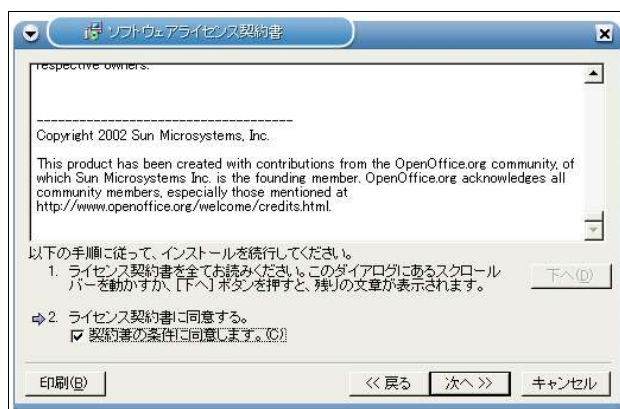 ソフトウェアライセンス契約書
respective owners.
------------------------------------
Copyright 2002 Sun Microsystems, Inc.
This product has been created with contributions from the OpenOffice.org community, of
which Sun Microsystems Inc. is the founding member. OpenOffice.org acknowledges all
community members, especially those mentioned at
http://www.openoffice.org/welcome/credits.html.
以下の手順に従って、インストールを続行してください。
1. ライセンス契約書を全てお読みください。このダイアログにあるスクロール
バーを動かすか、[下へ] ボタンを押すと、残りの文章が表示されます。
下へ(D)
2. ライセンス契約書に同意する。
契約書の条件に同意します。(C)
印刷(B)
<< 戻る
次へ >>
キャンセル